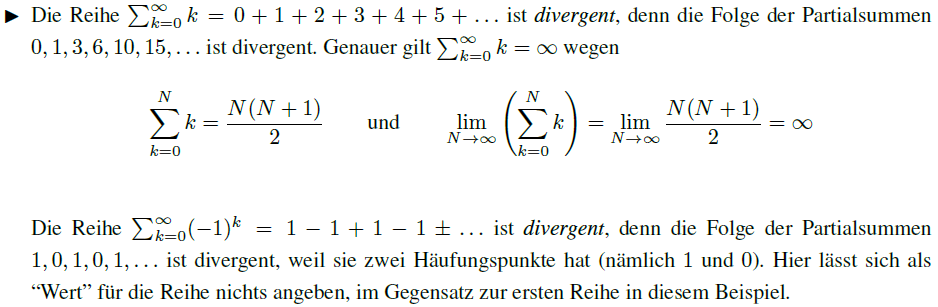 ▶ Die Reihe $\sum_{k=0}^{\infty} k = 0 + 1 + 2 + 3 + 4 + 5 + \ldots$ ist divergent, denn die Folge der Partialsummen
$0, 1, 3, 6, 10, 15, \ldots$ ist divergent. Genauer gilt $\sum_{k=0}^{\infty} k = \infty$ wegen
$\sum_{k=0}^{N} k = \frac{N(N+1)}{2}$ und $\lim_{N \to \infty} \left( \sum_{k=0}^{N} k \right) = \lim_{N \to \infty} \frac{N(N+1)}{2} = \infty$
Die Reihe $\sum_{k=0}^{\infty} (-1)^k = 1 - 1 + 1 - 1 \pm \ldots$ ist divergent, denn die Folge der Partialsummen
$1, 0, 1, 0, 1, \ldots$ ist divergent, weil sie zwei Häufungspunkte hat (nämlich 1 und 0). Hier lässt sich als
“Wert” für die Reihe nichts angeben, im Gegensatz zur ersten Reihe in diesem Beispiel.